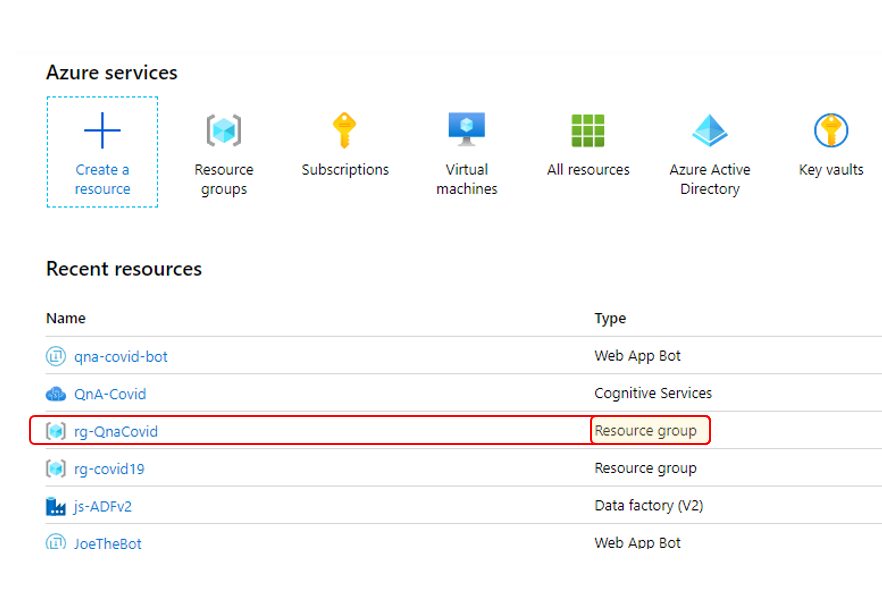 Azure services
Create a
resource
Resource
groups
Subscriptions
Virtual
machines
All resources
Azure Active
Directory
Key vaults
Recent resources
Name Type
qna-covid-bot Web App Bot
QnA-Covid Cognitive Services
rg-QnaCovid Resource group
rg-covid19 Resource group
js-ADFv2 Data factory (V2)
JoeTheBot Web App Bot